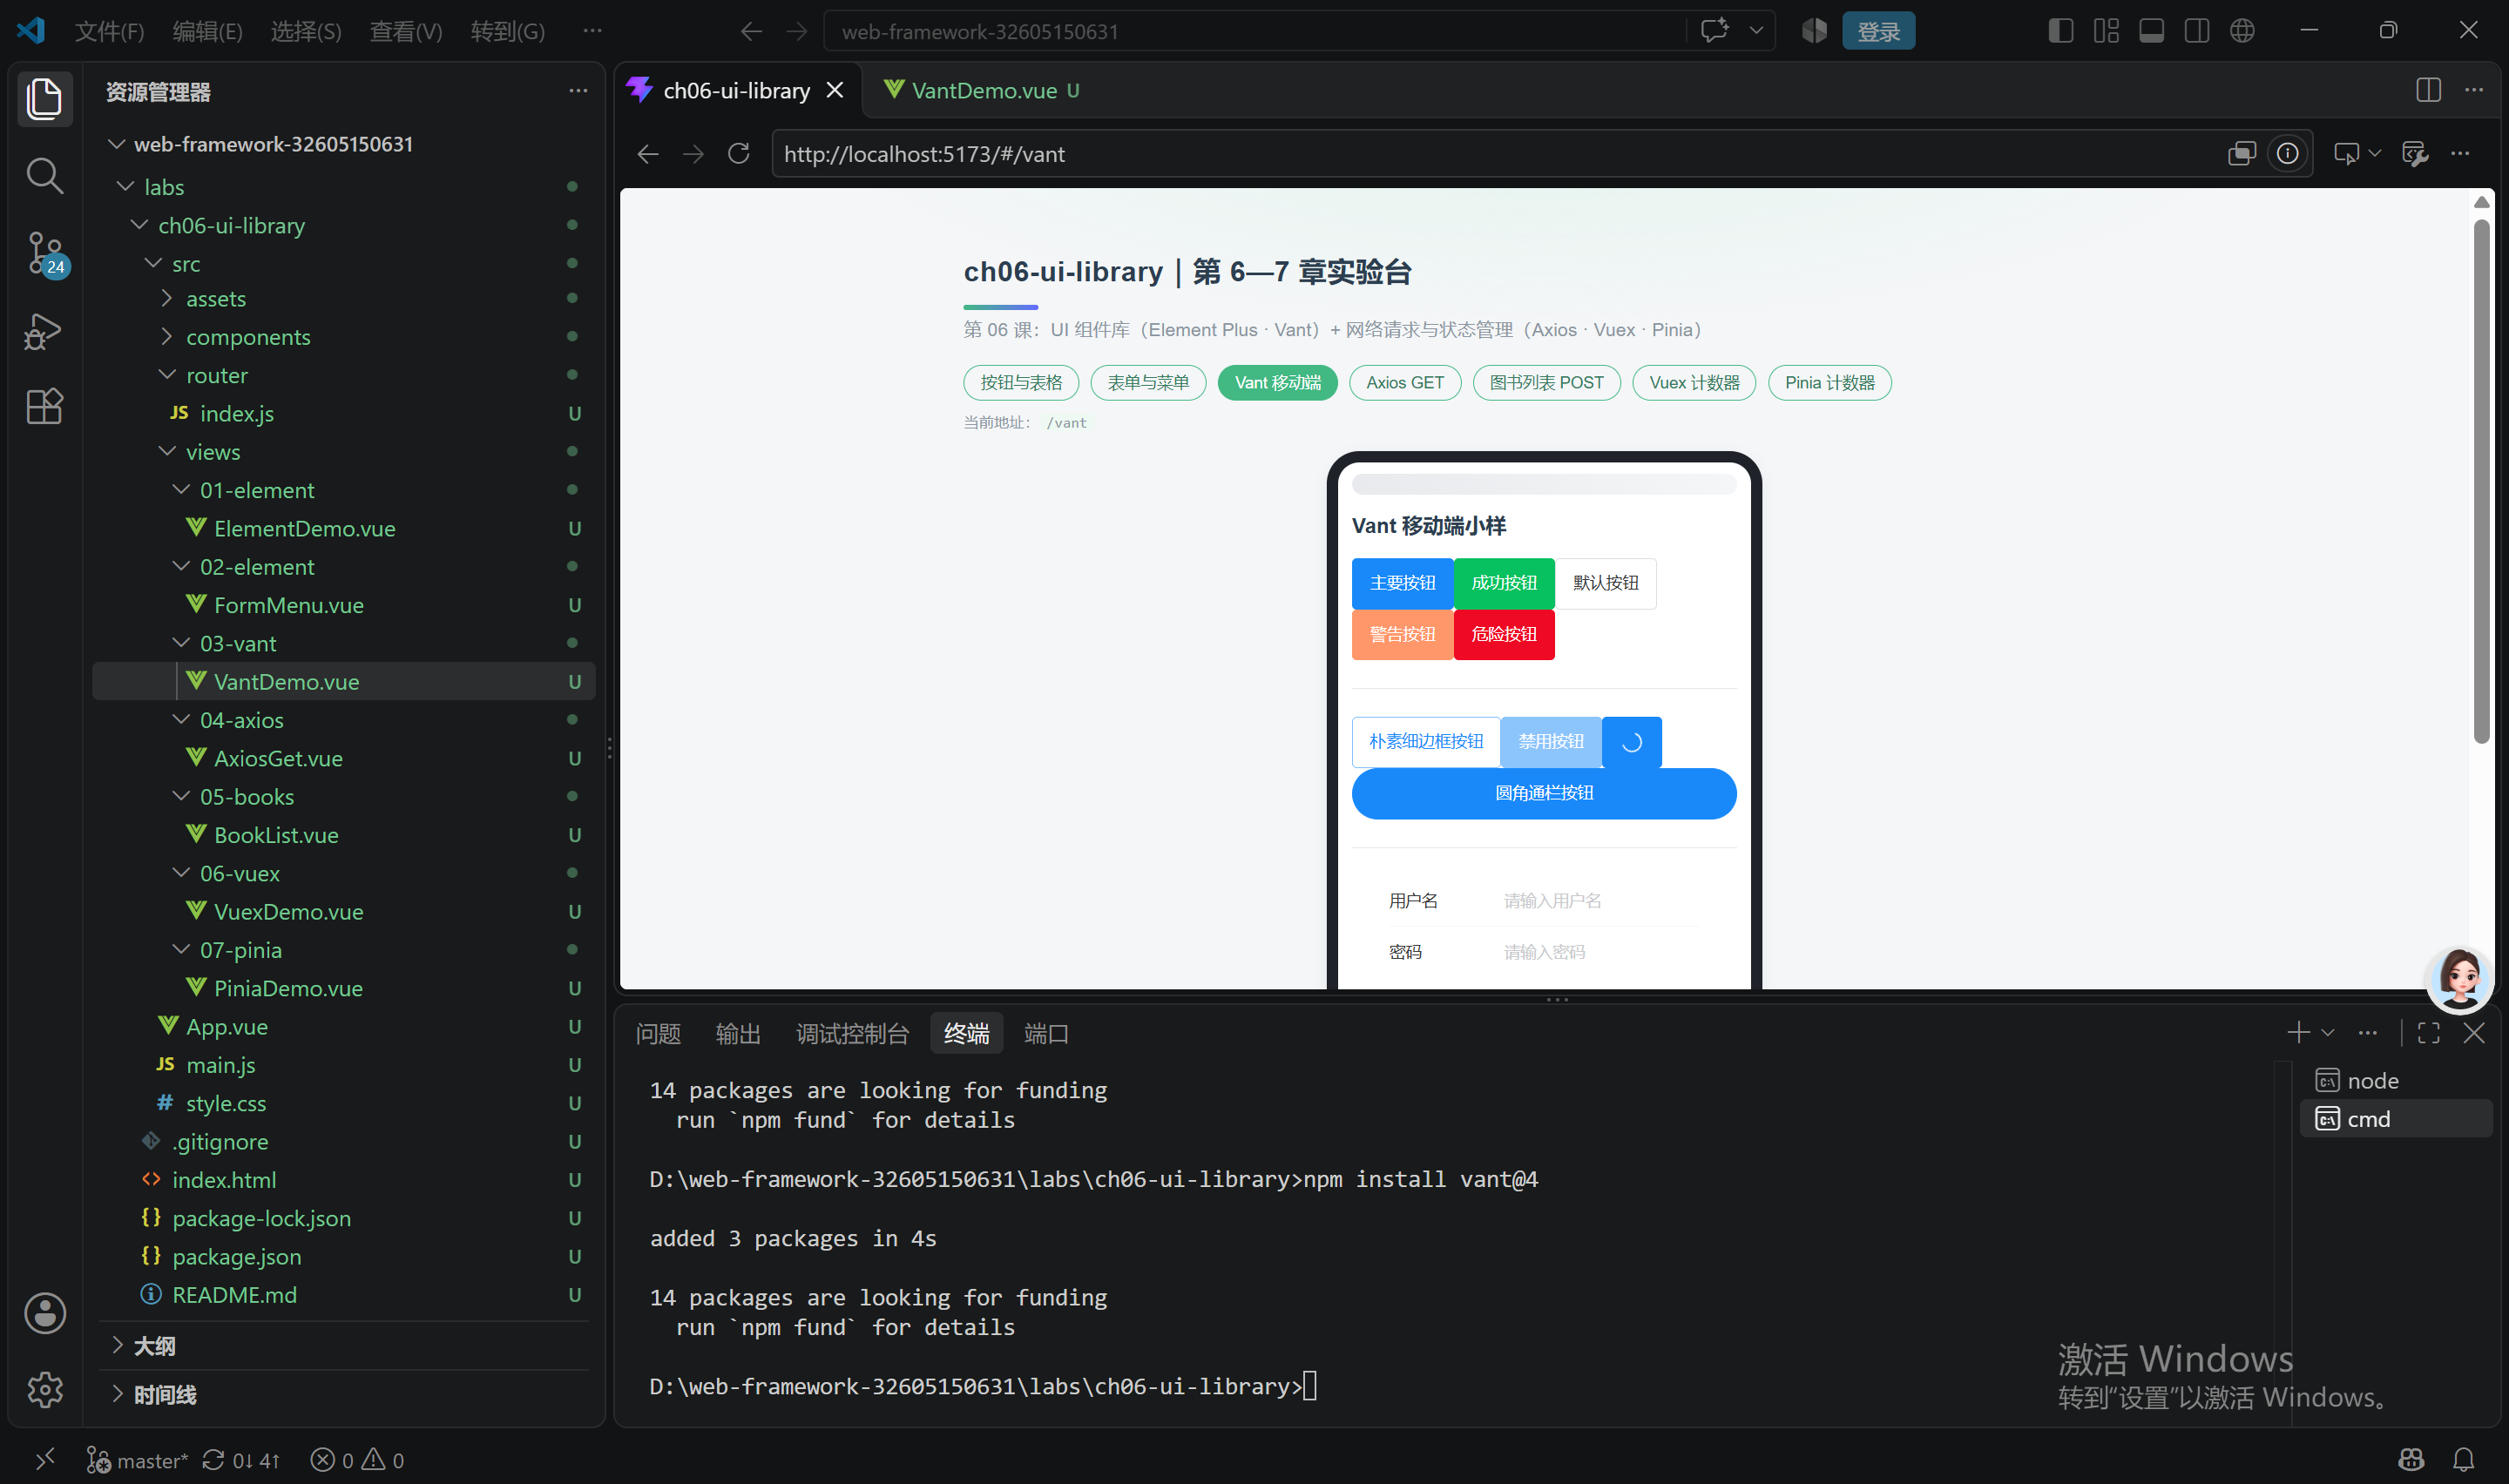 文件(F) 编辑(E) 选择(S) 查看(V) 转到(G) ··· web-framework-32605150631 登录
资源管理器
web-framework-32605150631
labs
ch06-ui-library
src
assets
components
router
JS index.js U
views
01-element
ElementDemo.vue U
02-element
FormMenu.vue U
03-vant
VantDemo.vue U
04-axios
AxiosGet.vue U
05-books
BookList.vue U
06-vuex
VuexDemo.vue U
07-pinia
PiniaDemo.vue U
App.vue U
JS main.js U
# style.css U
.gitignore U
<> index.html U
{} package-lock.json U
{} package.json U
README.md U
大纲
时间线
24
ch06-ui-library VantDemo.vue U
http://localhost:5173/#/vant
ch06-ui-library｜第 6—7 章实验台
第 06 课：UI 组件库（Element Plus · Vant）+ 网络请求与状态管理（Axios · Vuex · Pinia）
按钮与表格 表单与菜单 Vant 移动端 Axios GET 图书列表 POST Vuex 计数器 Pinia 计数器
当前地址： /vant
Vant 移动端小样
主要按钮 成功按钮 默认按钮
警告按钮 危险按钮
朴素细边框按钮 禁用按钮
圆角通栏按钮
用户名 请输入用户名
密码 请输入密码
问题 输出 调试控制台 终端 端口
14 packages are looking for funding
run `npm fund` for details
D:\web-framework-32605150631\labs\ch06-ui-library>npm install vant@4
added 3 packages in 4s
14 packages are looking for funding
run `npm fund` for details
D:\web-framework-32605150631\labs\ch06-ui-library>
node
cmd
激活 Windows
转到“设置”以激活 Windows。
master* 0↓ 4↑ 0 0